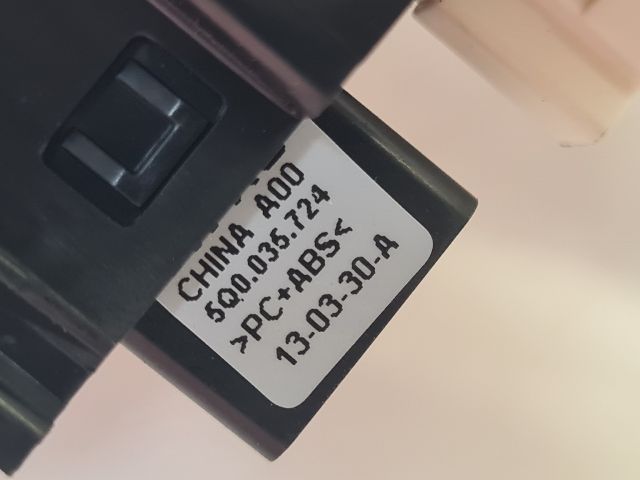 CHINA A00
5Q0.035.724
>PC+ABS<
13-03-30-A